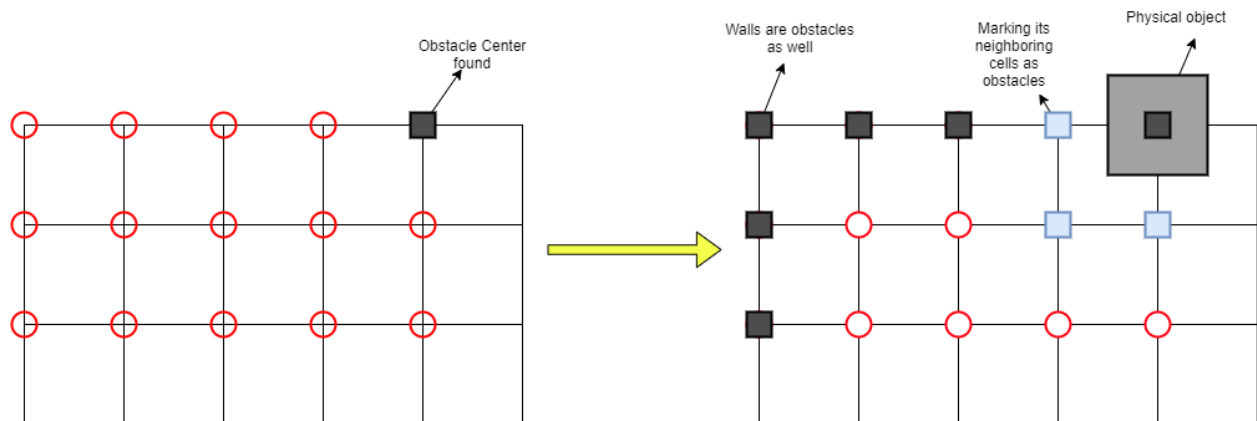 Obstacle Center
found
Walls are obstacles
as well
Marking its
neighboring
cells as
obstacles
Physical object